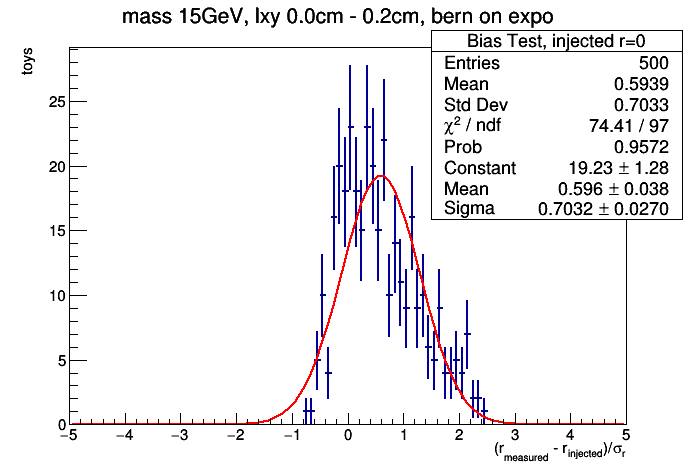 mass 15GeV, lxy 0.0cm - 0.2cm, bern on expo
toys
Bias Test, injected r=0
Entries 500
Mean 0.5939
Std Dev 0.7033
χ² / ndf 74.41 / 97
Prob 0.9572
Constant 19.23 ± 1.28
Mean 0.596 ± 0.038
Sigma 0.7032 ± 0.0270
25
20
15
10
5
0
−5 −4 −3 −2 −1 0 1 2 3 4 5
(r_measured - r_injected)/σ_r